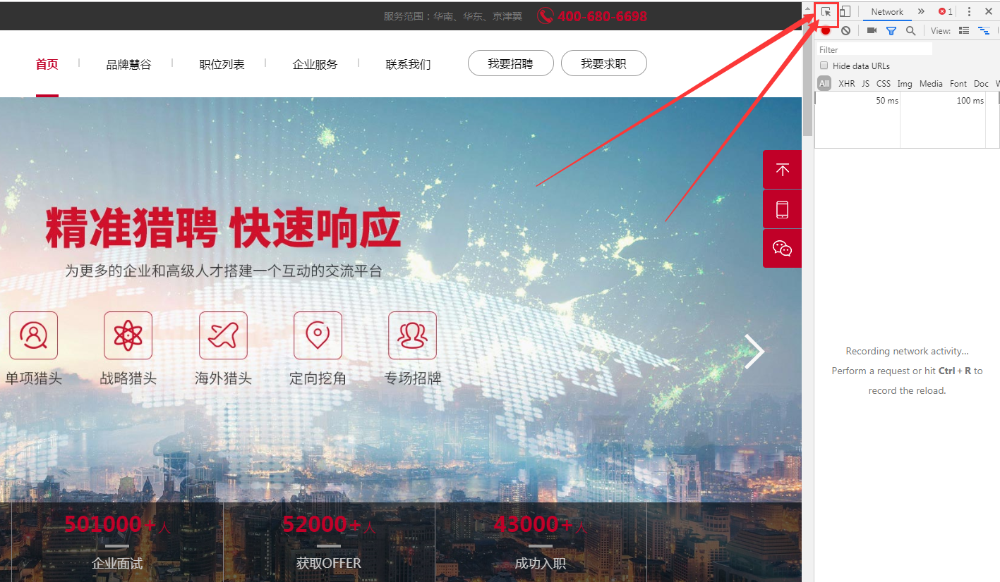 服务范围：华南、华东、京津翼 400-680-6698
首页 品牌慧谷 职位列表 企业服务 联系我们 我要招聘 我要求职
精准猎聘 快速响应
为更多的企业和高级人才搭建一个互动的交流平台
单项猎头 战略猎头 海外猎头 定向挖角 专场招牌
501000+人 52000+人 43000+人
企业面试 获取OFFER 成功入职
Network » 1
View:
Filter
Hide data URLs
All XHR JS CSS Img Media Font Doc
50 ms 100 ms
Recording network activity...
Perform a request or hit Ctrl + R to
record the reload.